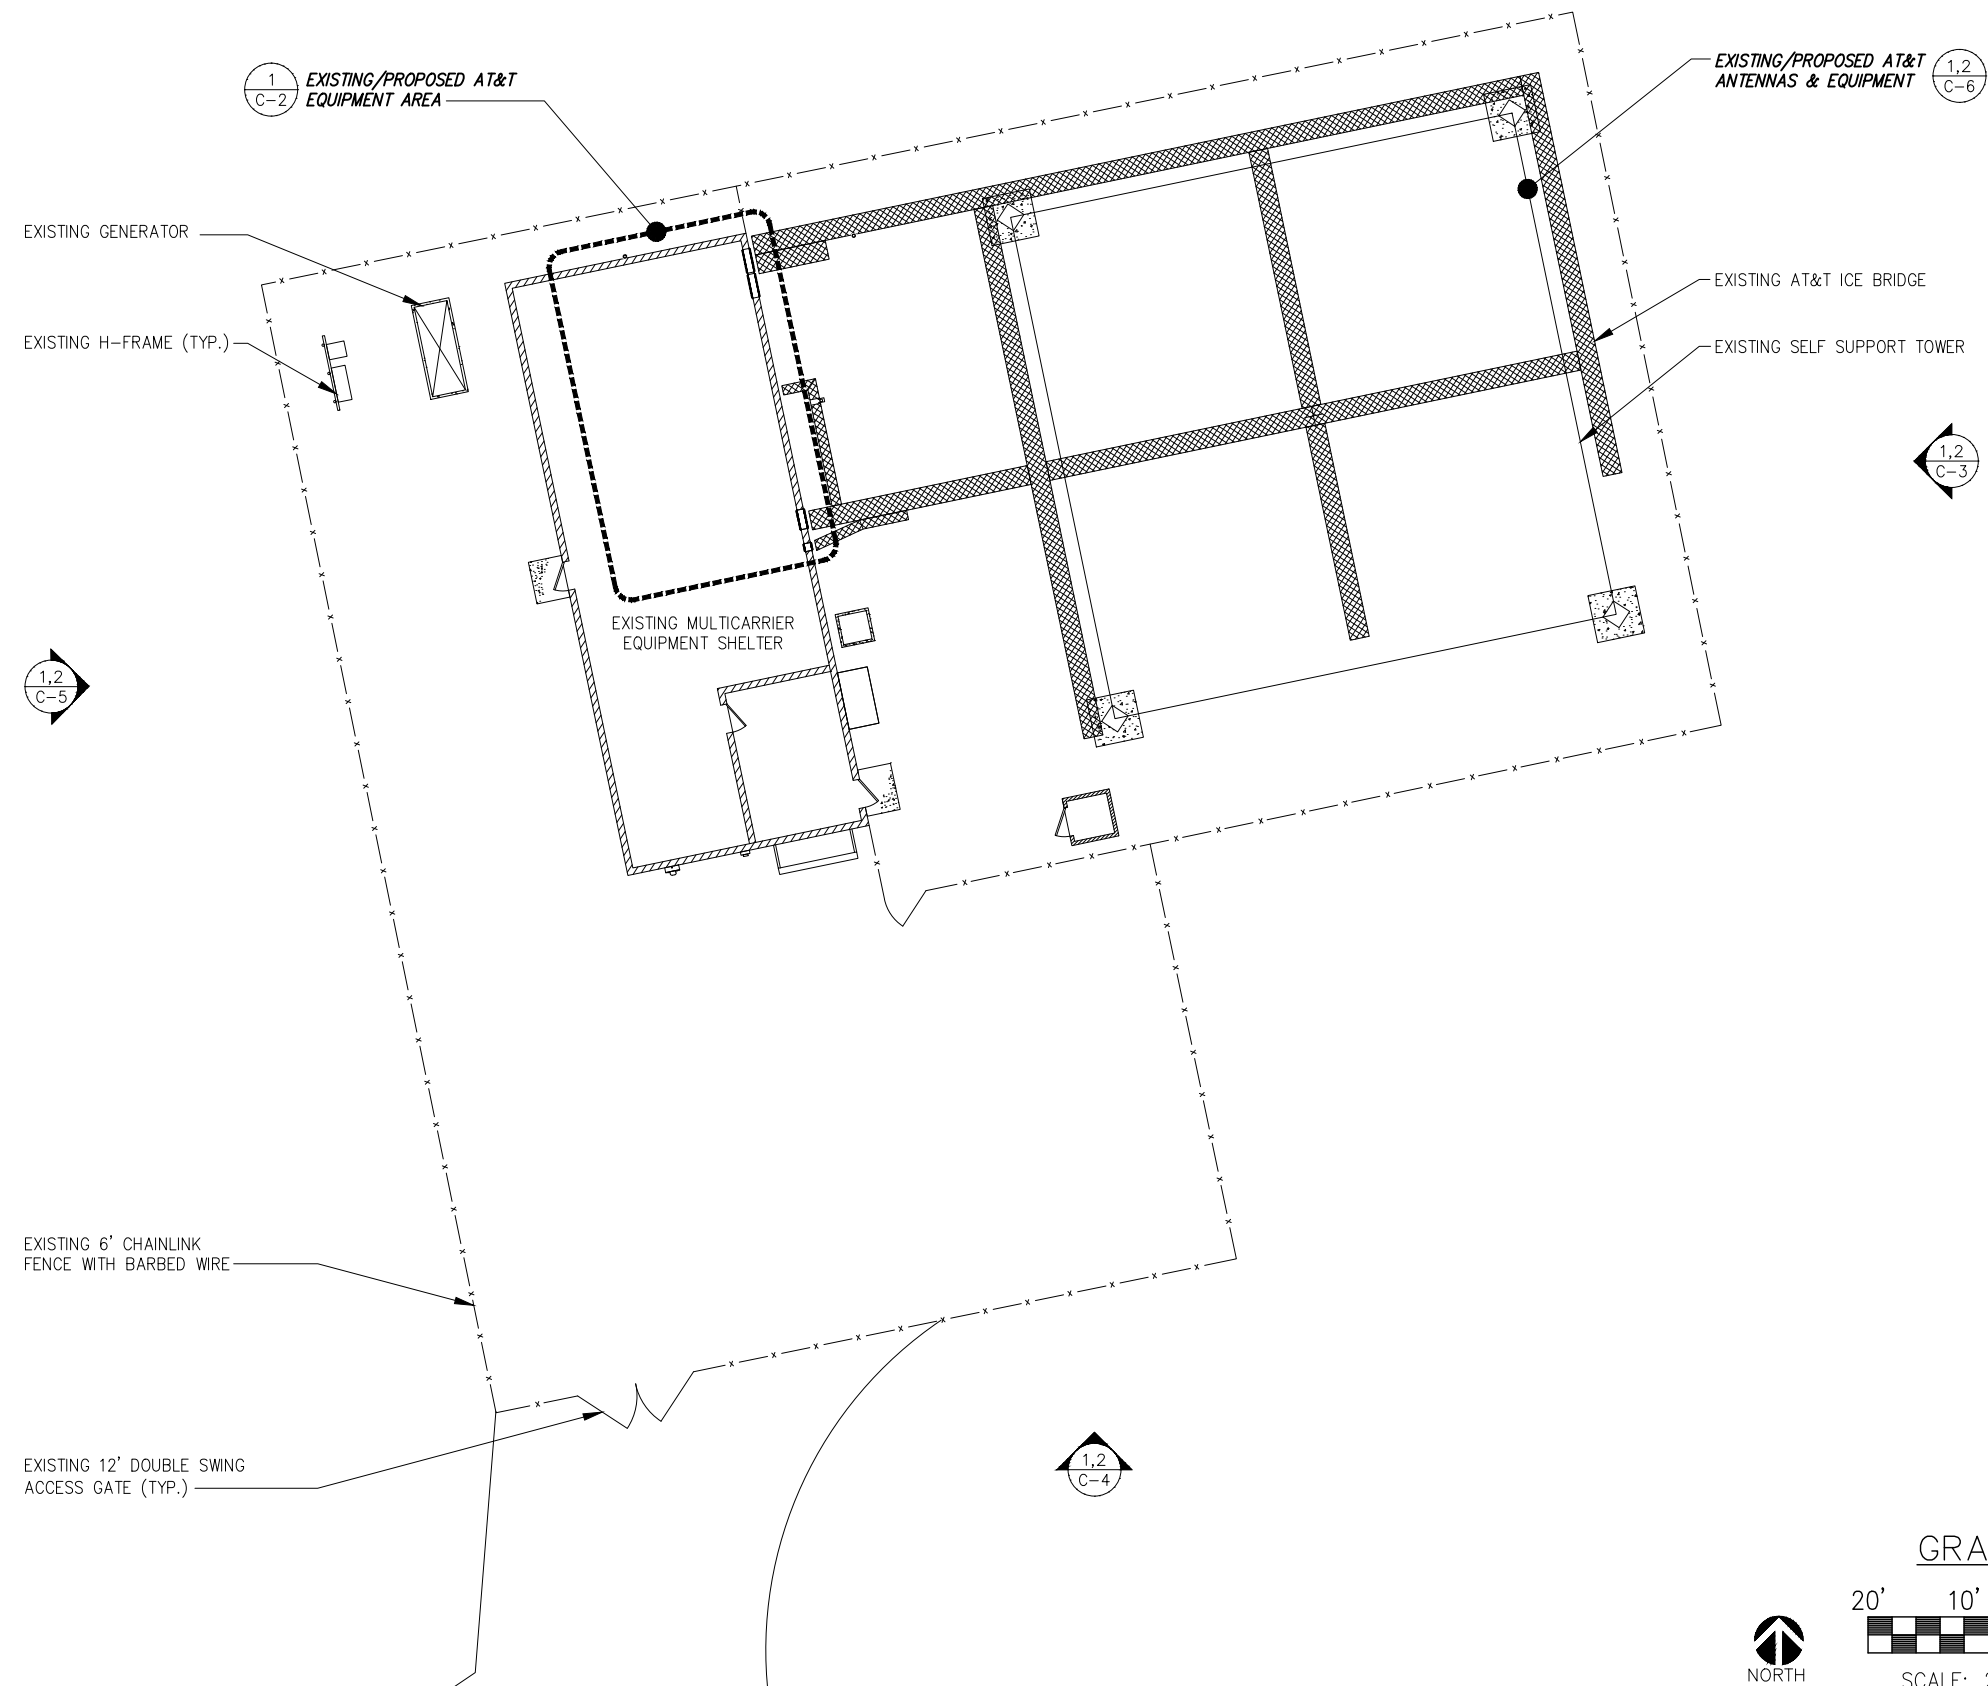 1
C-2
EXISTING/PROPOSED AT&T
EQUIPMENT AREA
EXISTING/PROPOSED AT&T
ANTENNAS & EQUIPMENT
1,2
C-6
EXISTING GENERATOR
EXISTING H-FRAME (TYP.)
EXISTING AT&T ICE BRIDGE
EXISTING SELF SUPPORT TOWER
1,2
C-3
EXISTING MULTICARRIER
EQUIPMENT SHELTER
1,2
C-5
EXISTING 6' CHAINLINK
FENCE WITH BARBED WIRE
EXISTING 12' DOUBLE SWING
ACCESS GATE (TYP.)
1,2
C-4
NORTH
20' 10'
SCALE: